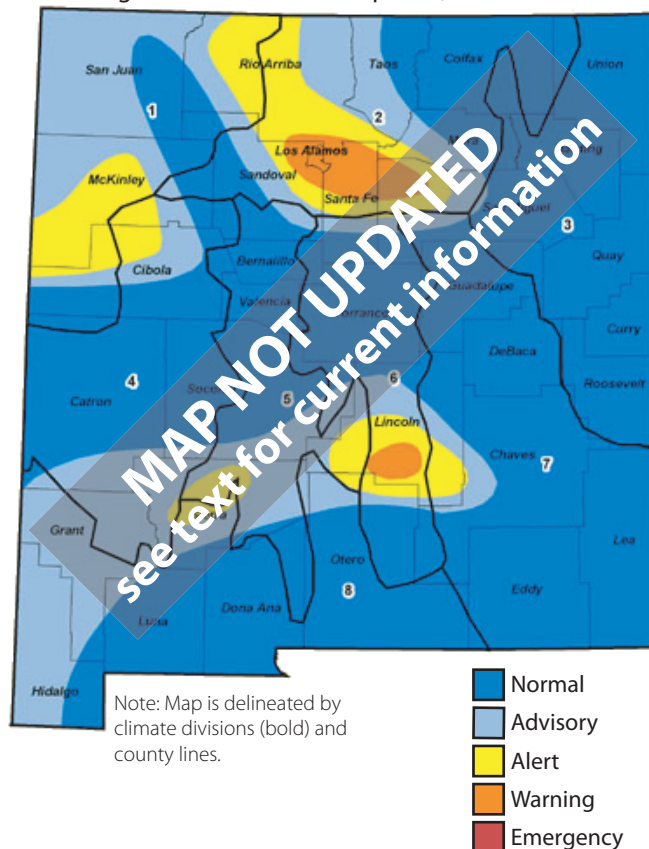 San Juan
Rio Arriba
Taos
Colfax
Union
1
2
Los Alamos
McKinley
Sandoval
Santa Fe
3
Cibola
Bernalillo
Quay
Valencia
Guadalupe
Curry
DeBaca
Roosevelt
4
Catron
5
6
Lincoln
Chaves
7
Grant
Lea
Otero
8
Eddy
Dona Ana
Luna
Hidalgo
MAP NOT UPDATED
see text for current information
Note: Map is delineated by
climate divisions (bold) and
county lines.
Normal
Advisory
Alert
Warning
Emergency